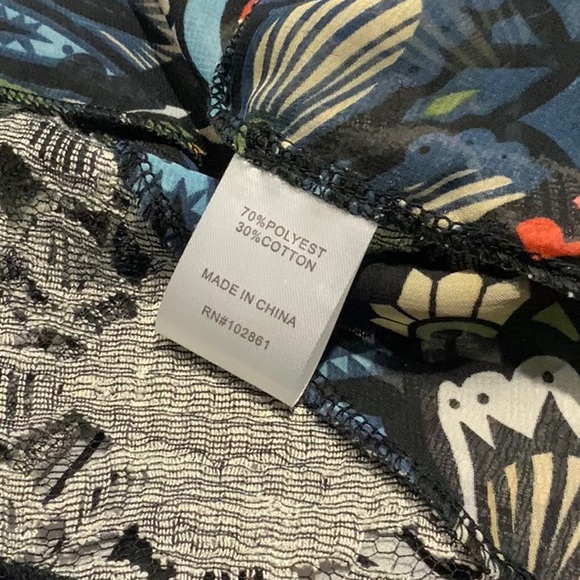 70%POLYEST
30%COTTON
MADE IN CHINA
RN#102861